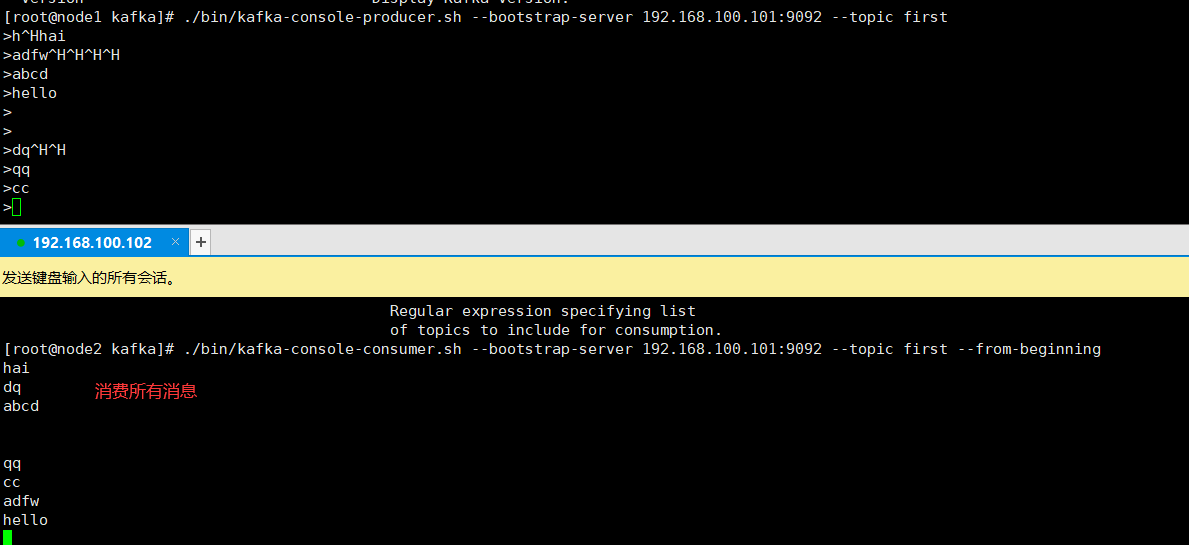 version Display Kafka version.
[root@node1 kafka]# ./bin/kafka-console-producer.sh --bootstrap-server 192.168.100.101:9092 --topic first
>h^Hhai
>adfw^H^H^H^H
>abcd
>hello
>
>
>dq^H^H
>qq
>cc
>
192.168.100.102 × +
发送键盘输入的所有会话。
Regular expression specifying list
of topics to include for consumption.
[root@node2 kafka]# ./bin/kafka-console-consumer.sh --bootstrap-server 192.168.100.101:9092 --topic first --from-beginning
hai
dq
消费所有消息
abcd
qq
cc
adfw
hello